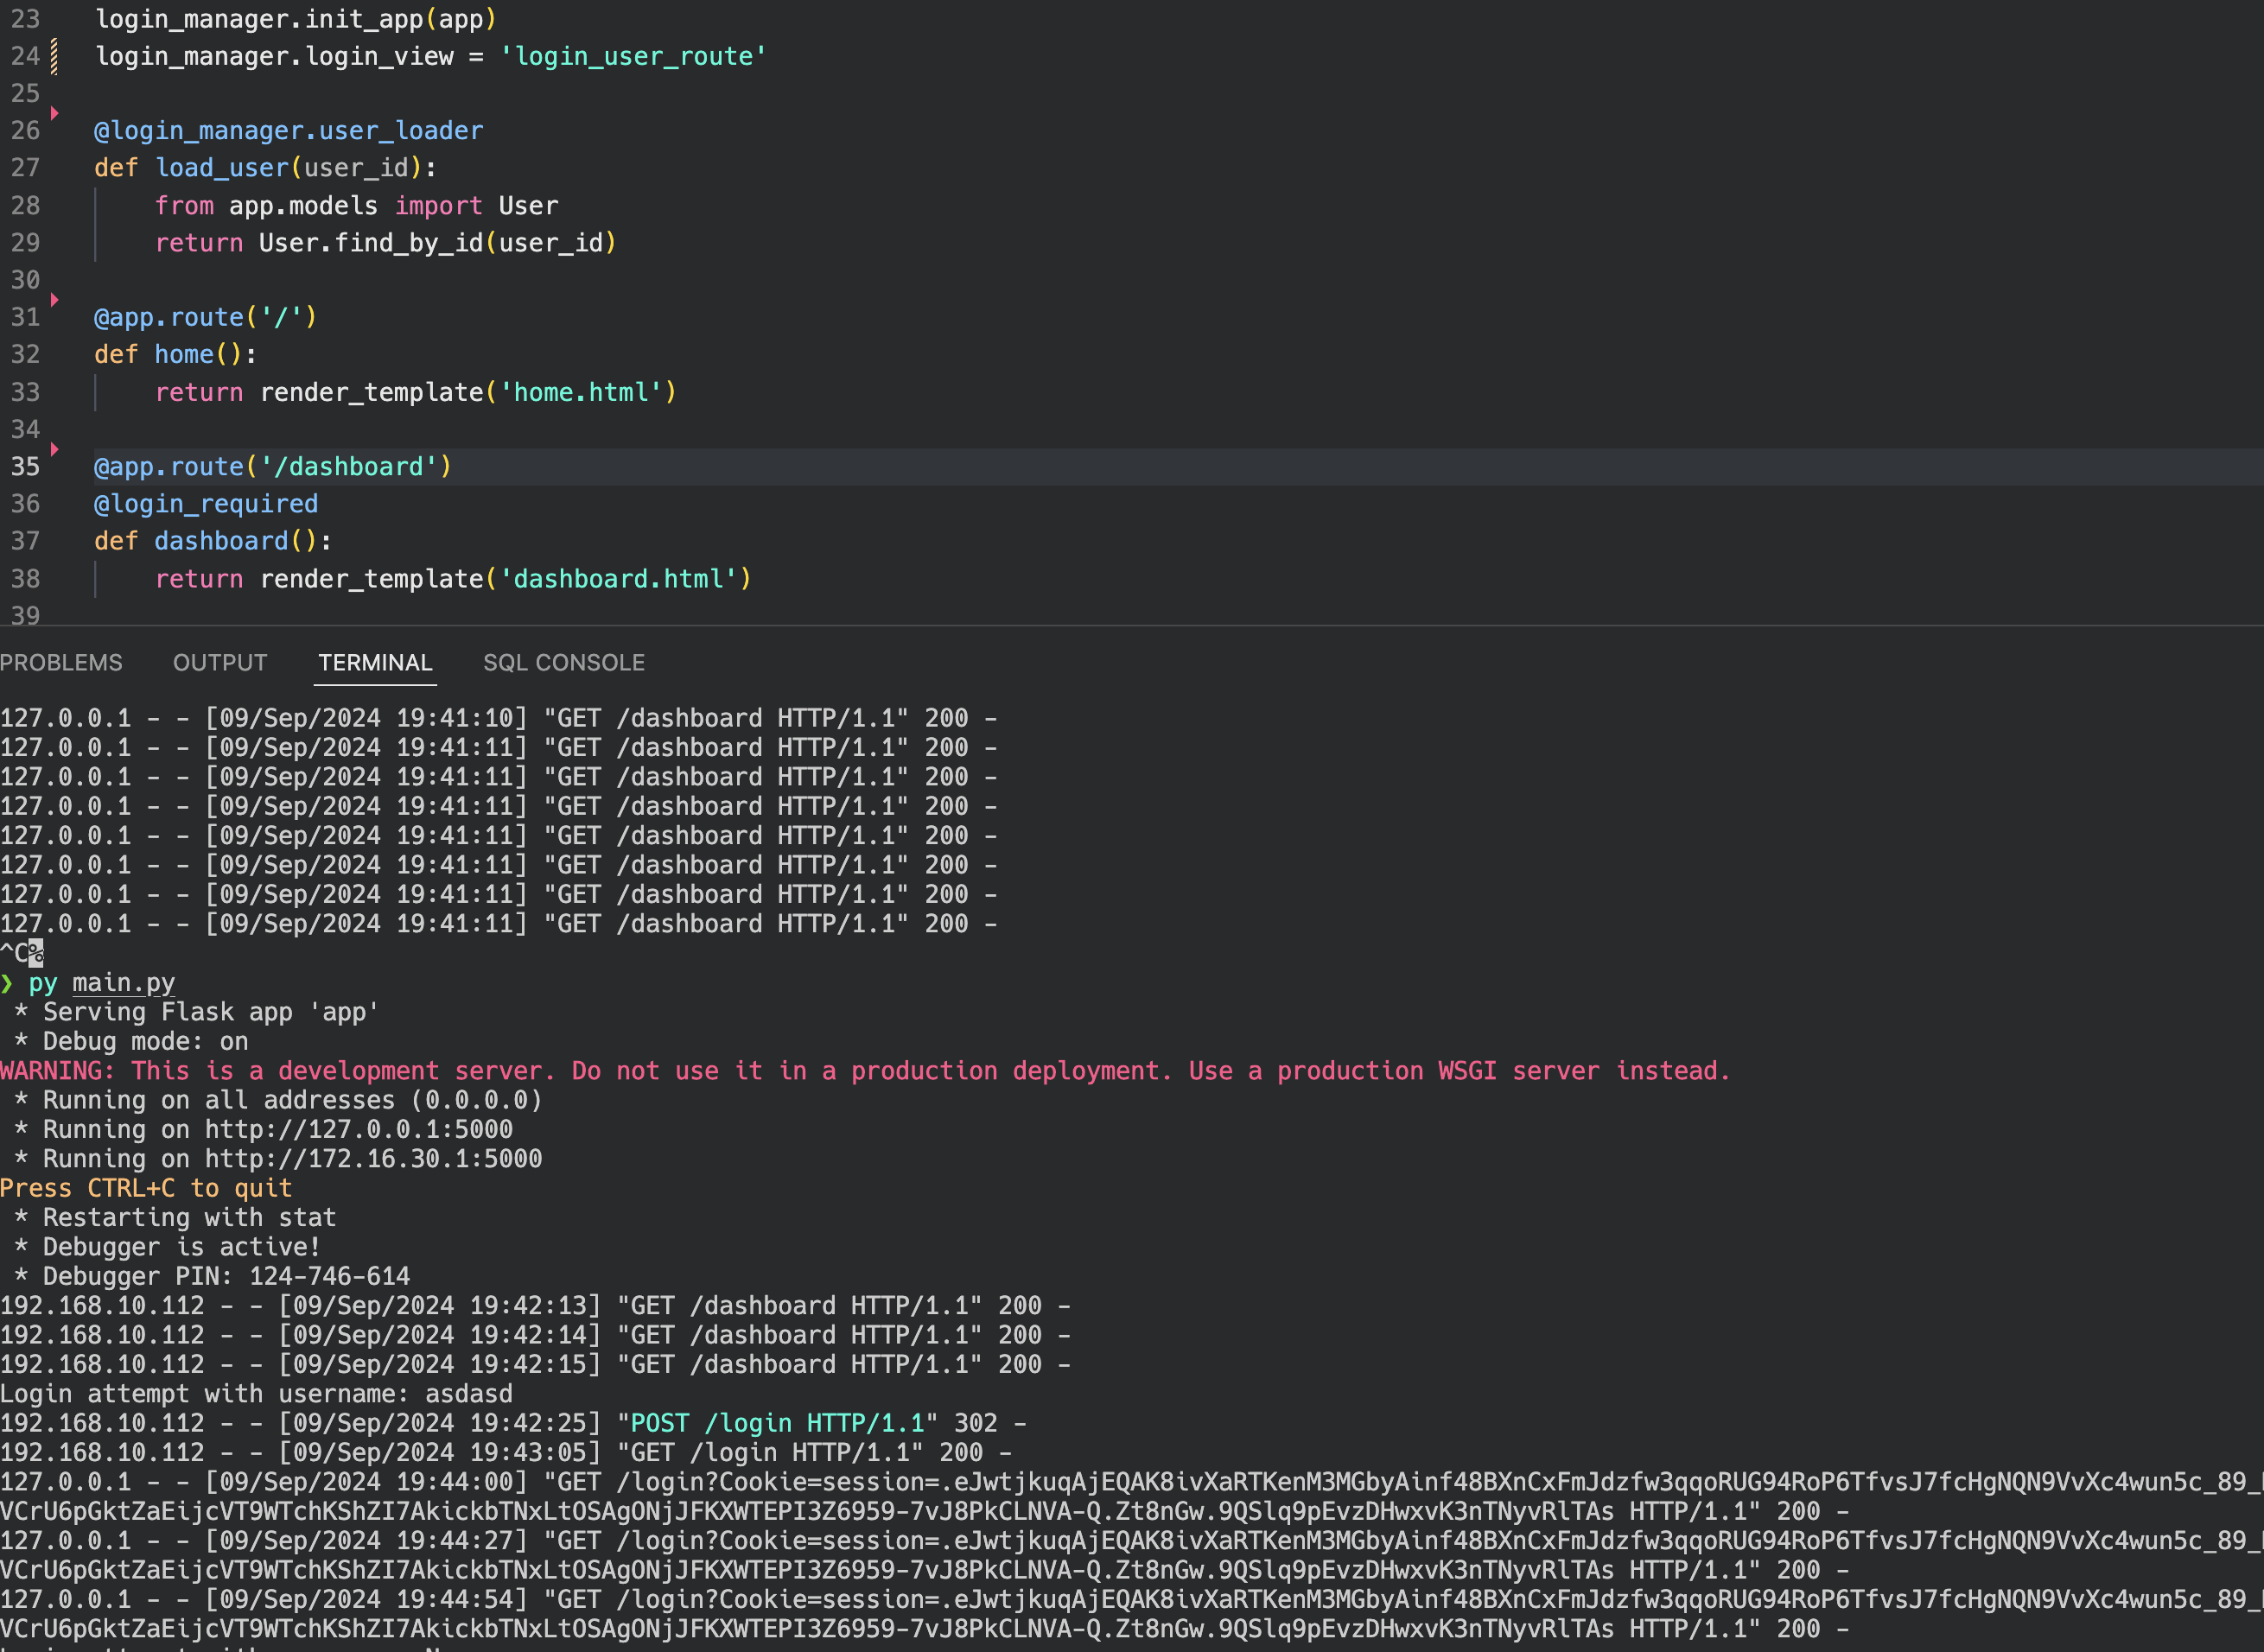 23 login_manager.init_app(app)
24 login_manager.login_view = 'login_user_route'
25
26 @login_manager.user_loader
27 def load_user(user_id):
28 from app.models import User
29 return User.find_by_id(user_id)
30
31 @app.route('/')
32 def home():
33 return render_template('home.html')
34
35 @app.route('/dashboard')
36 @login_required
37 def dashboard():
38 return render_template('dashboard.html')
39
PROBLEMS OUTPUT TERMINAL SQL CONSOLE
127.0.0.1 - - [09/Sep/2024 19:41:10] "GET /dashboard HTTP/1.1" 200 -
127.0.0.1 - - [09/Sep/2024 19:41:11] "GET /dashboard HTTP/1.1" 200 -
127.0.0.1 - - [09/Sep/2024 19:41:11] "GET /dashboard HTTP/1.1" 200 -
127.0.0.1 - - [09/Sep/2024 19:41:11] "GET /dashboard HTTP/1.1" 200 -
127.0.0.1 - - [09/Sep/2024 19:41:11] "GET /dashboard HTTP/1.1" 200 -
127.0.0.1 - - [09/Sep/2024 19:41:11] "GET /dashboard HTTP/1.1" 200 -
127.0.0.1 - - [09/Sep/2024 19:41:11] "GET /dashboard HTTP/1.1" 200 -
127.0.0.1 - - [09/Sep/2024 19:41:11] "GET /dashboard HTTP/1.1" 200 -
^C%
❯ py main.py
* Serving Flask app 'app'
* Debug mode: on
WARNING: This is a development server. Do not use it in a production deployment. Use a production WSGI server instead.
* Running on all addresses (0.0.0.0)
* Running on http://127.0.0.1:5000
* Running on http://172.16.30.1:5000
Press CTRL+C to quit
* Restarting with stat
* Debugger is active!
* Debugger PIN: 124-746-614
192.168.10.112 - - [09/Sep/2024 19:42:13] "GET /dashboard HTTP/1.1" 200 -
192.168.10.112 - - [09/Sep/2024 19:42:14] "GET /dashboard HTTP/1.1" 200 -
192.168.10.112 - - [09/Sep/2024 19:42:15] "GET /dashboard HTTP/1.1" 200 -
Login attempt with username: asdasd
192.168.10.112 - - [09/Sep/2024 19:42:25] "POST /login HTTP/1.1" 302 -
192.168.10.112 - - [09/Sep/2024 19:43:05] "GET /login HTTP/1.1" 200 -
127.0.0.1 - - [09/Sep/2024 19:44:00] "GET /login?Cookie=session=.eJwtjkuqAjEQAK8ivXaRTKenM3MGbyAinf48BXnCxFmJdzfw3qqoRUG94RoP6TfvsJ7fcHgNQN9VvXc4wun5c_89_
VCrU6pGktZaEijcVT9WTchKShZI7AkickbTNxLtOSAgONjJFKXWTEPI3Z6959-7vJ8PkCLNVA-Q.Zt8nGw.9QSlq9pEvzDHwxvK3nTNyvRlTAs HTTP/1.1" 200 -
127.0.0.1 - - [09/Sep/2024 19:44:27] "GET /login?Cookie=session=.eJwtjkuqAjEQAK8ivXaRTKenM3MGbyAinf48BXnCxFmJdzfw3qqoRUG94RoP6TfvsJ7fcHgNQN9VvXc4wun5c_89_
VCrU6pGktZaEijcVT9WTchKShZI7AkickbTNxLtOSAgONjJFKXWTEPI3Z6959-7vJ8PkCLNVA-Q.Zt8nGw.9QSlq9pEvzDHwxvK3nTNyvRlTAs HTTP/1.1" 200 -
127.0.0.1 - - [09/Sep/2024 19:44:54] "GET /login?Cookie=session=.eJwtjkuqAjEQAK8ivXaRTKenM3MGbyAinf48BXnCxFmJdzfw3qqoRUG94RoP6TfvsJ7fcHgNQN9VvXc4wun5c_89_
VCrU6pGktZaEijcVT9WTchKShZI7AkickbTNxLtOSAgONjJFKXWTEPI3Z6959-7vJ8PkCLNVA-Q.Zt8nGw.9QSlq9pEvzDHwxvK3nTNyvRlTAs HTTP/1.1" 200 -